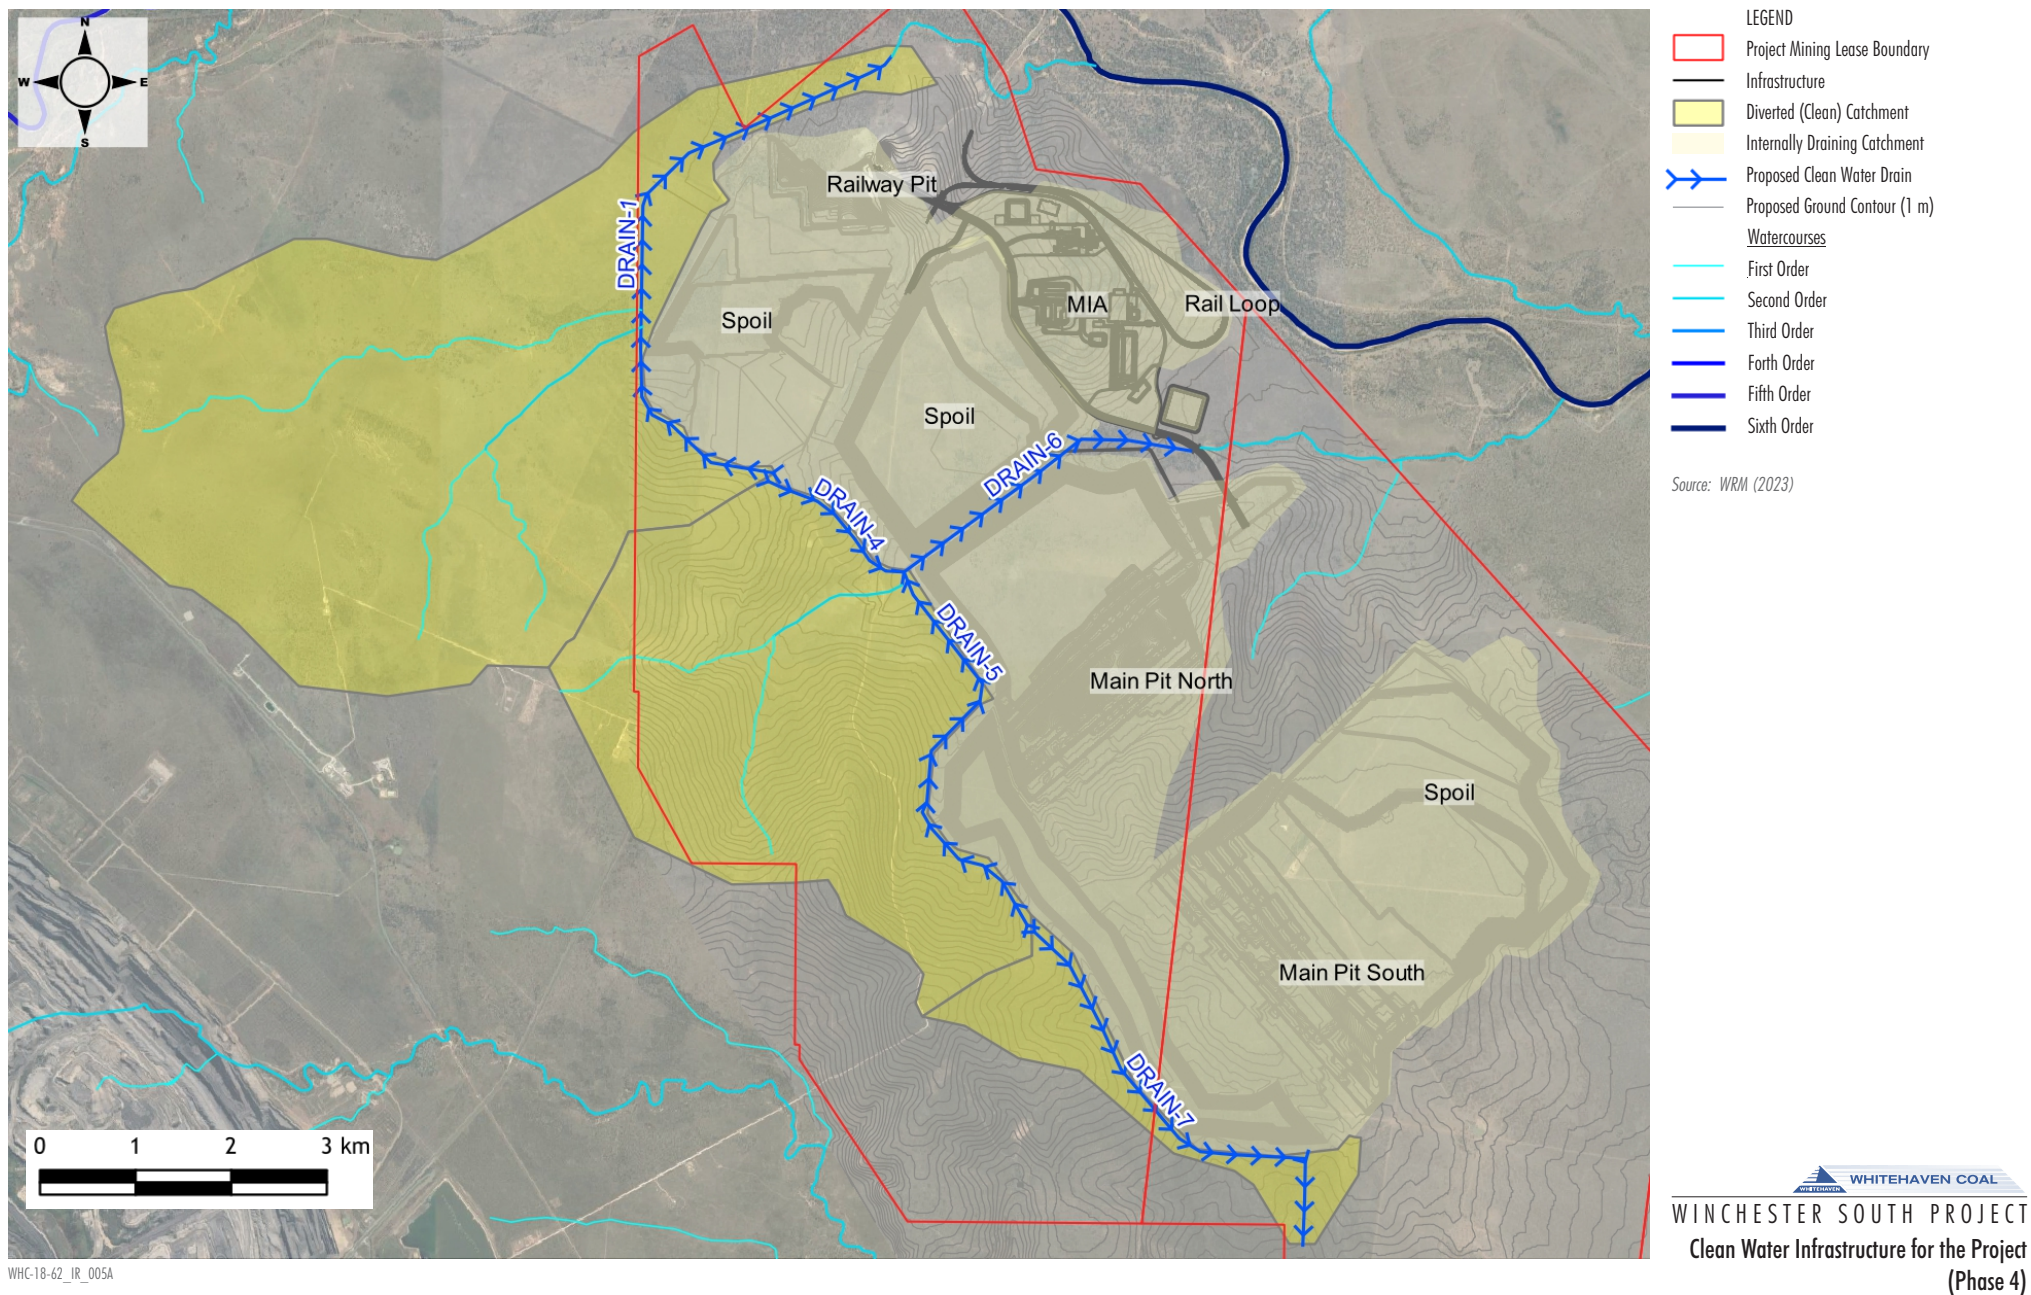 N
W
E
S
DRAIN-1
Railway Pit
Spoil
MIA
Rail Loop
Spoil
DRAIN-6
DRAIN-4
DRAIN-5
Main Pit North
Spoil
Main Pit South
DRAIN-7
0 1 2 3 km
WHC-18-62_IR_005A
LEGEND
Project Mining Lease Boundary
Infrastructure
Diverted (Clean) Catchment
Internally Draining Catchment
Proposed Clean Water Drain
Proposed Ground Contour (1 m)
Watercourses
First Order
Second Order
Third Order
Forth Order
Fifth Order
Sixth Order
Source: WRM (2023)
WHITEHAVEN
WHITEHAVEN COAL
WINCHESTER SOUTH PROJECT
Clean Water Infrastructure for the Project
(Phase 4)